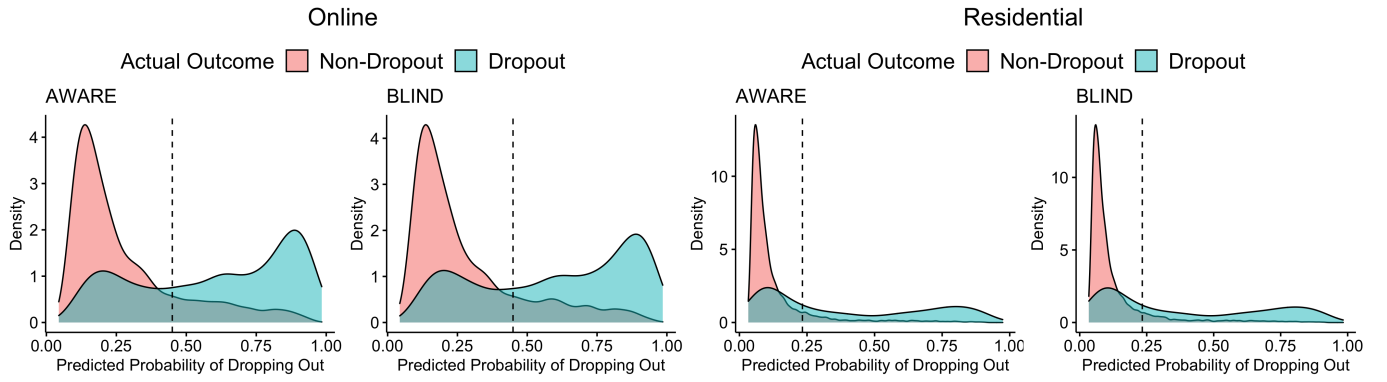 Online
Actual Outcome Non-Dropout Dropout
AWARE
Density
4
3
2
1
0
0.00 0.25 0.50 0.75 1.00
Predicted Probability of Dropping Out
BLIND
Density
4
3
2
1
0
0.00 0.25 0.50 0.75 1.00
Predicted Probability of Dropping Out
Residential
Actual Outcome Non-Dropout Dropout
AWARE
Density
10
5
0
0.00 0.25 0.50 0.75 1.00
Predicted Probability of Dropping Out
BLIND
Density
10
5
0
0.00 0.25 0.50 0.75 1.00
Predicted Probability of Dropping Out